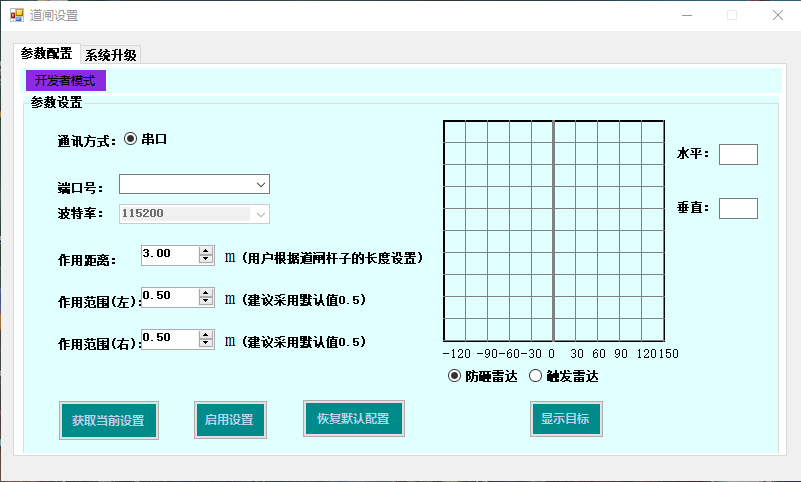 道闸设置
参数配置 系统升级
开发者模式
参数设置
通讯方式: 串口
端口号:
波特率: 115200
作用距离: 3.00 m (用户根据道闸杆子的长度设置)
作用范围(左): 0.50 m (建议采用默认值0.5)
作用范围(右): 0.50 m (建议采用默认值0.5)
水平:
垂直:
-120 -90 -60 -30 0 30 60 90 120 150
防砸雷达 触发雷达
获取当前设置 启用设置 恢复默认配置 显示目标